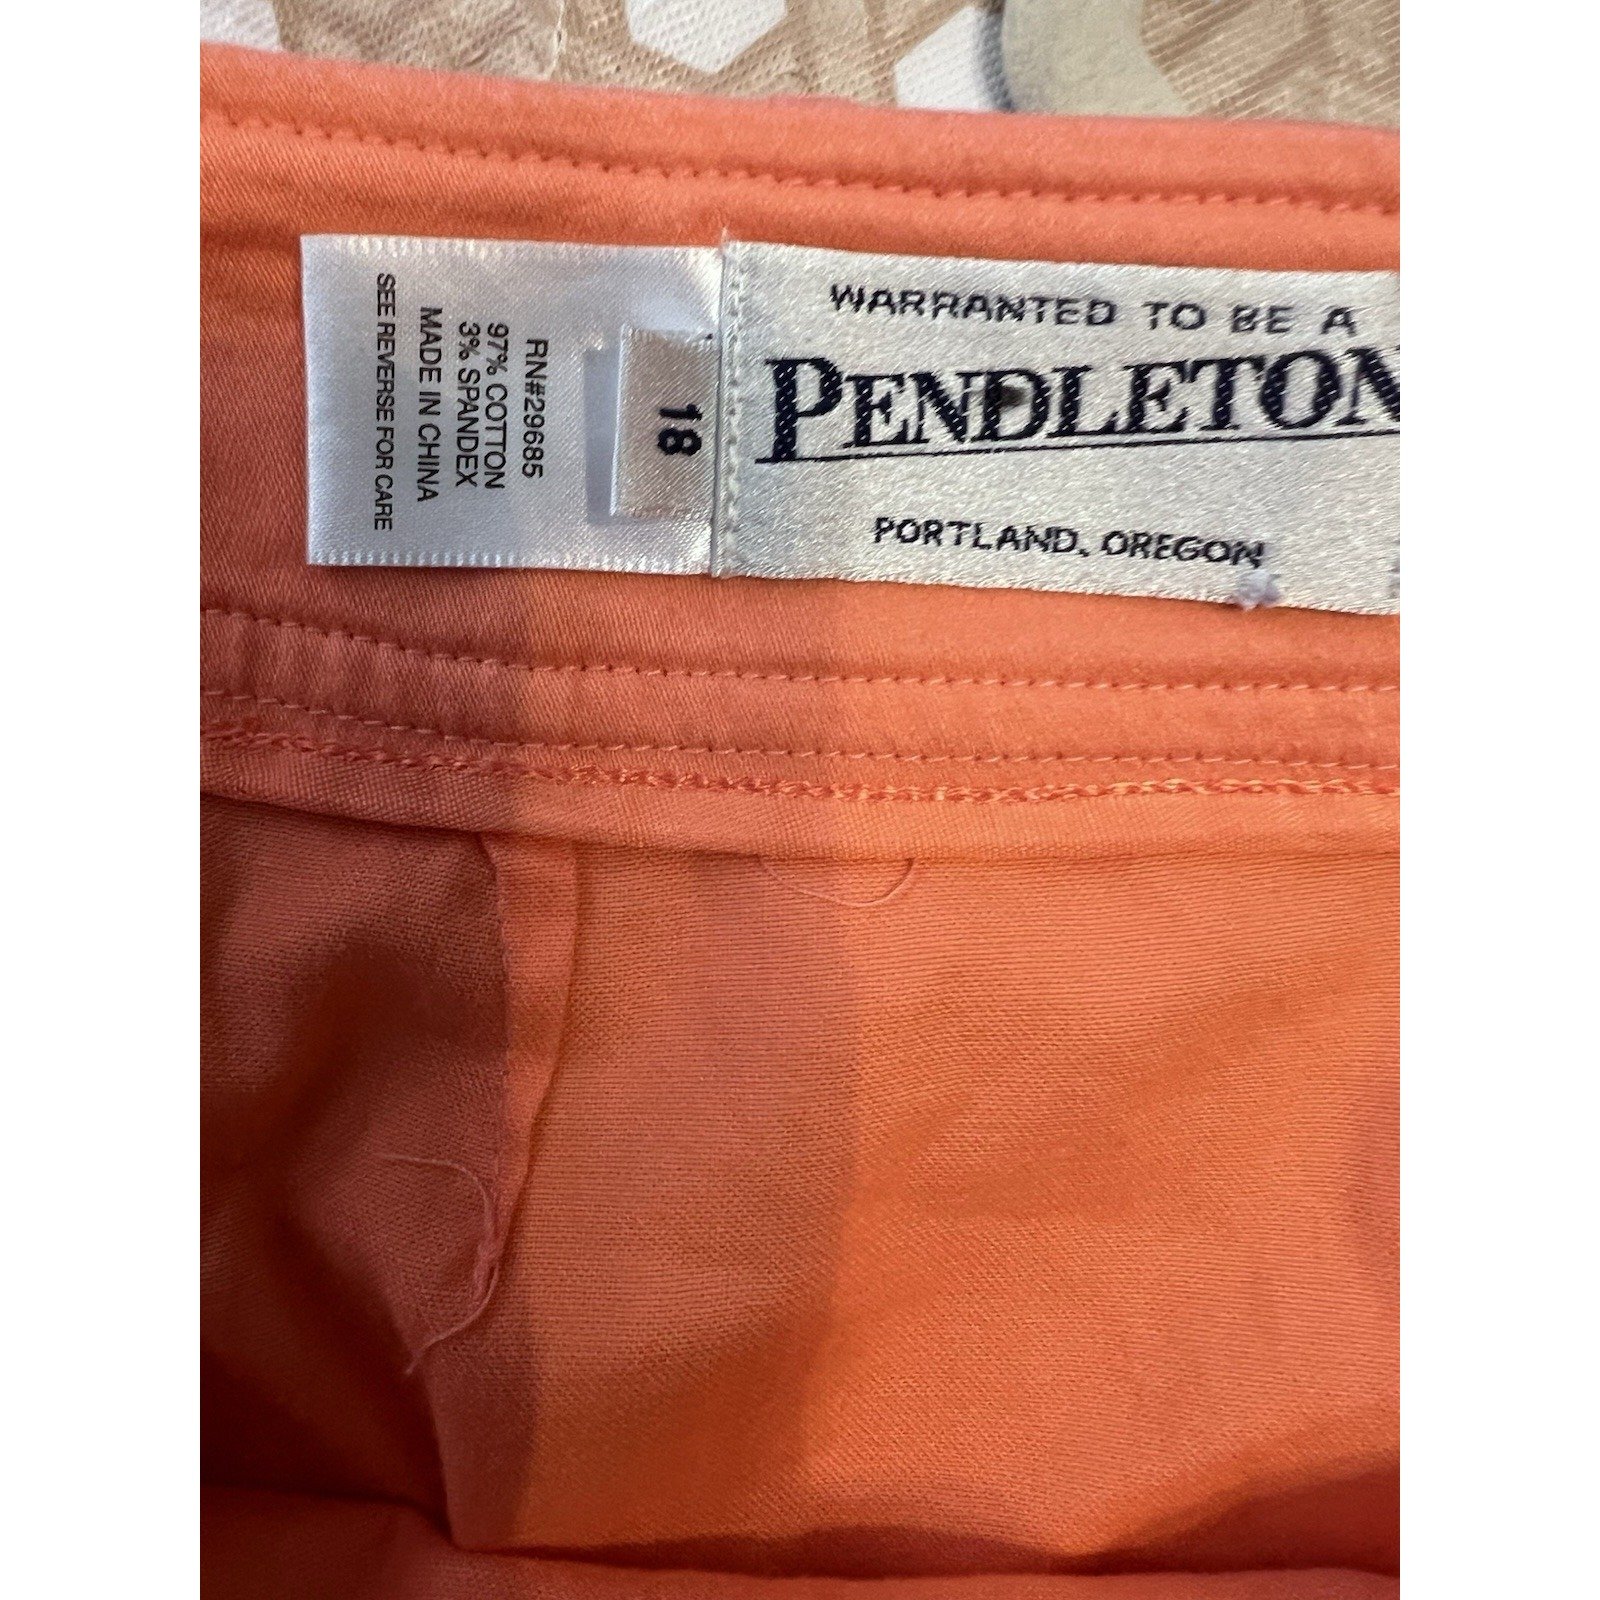 WARRANTED TO BE A
PENDLETON
PORTLAND, OREGON
18
RN#29685
97% COTTON
3% SPANDEX
MADE IN CHINA
SEE REVERSE FOR CARE